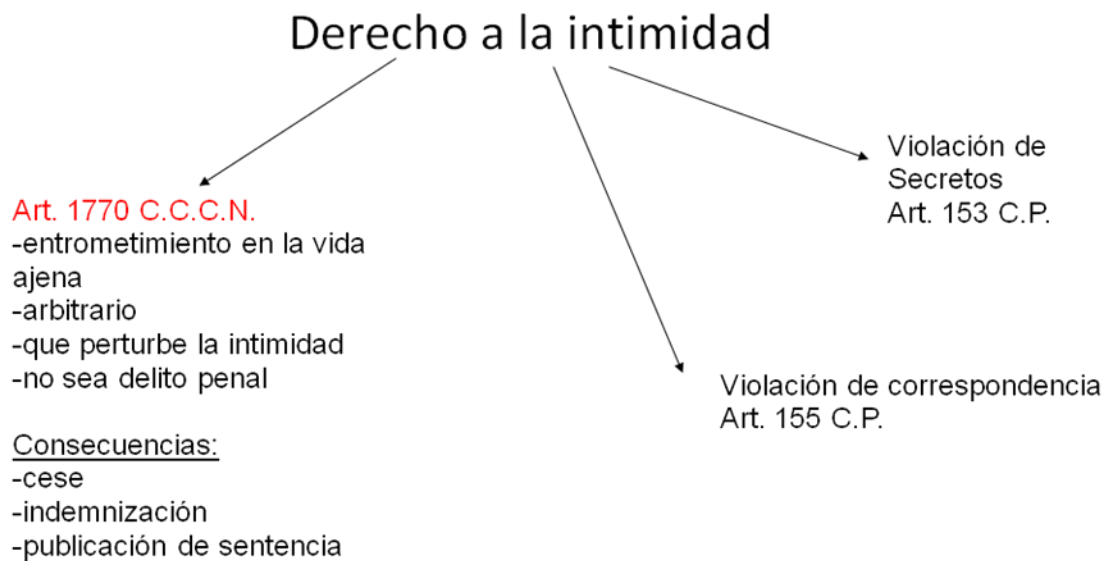 Derecho a la intimidad
Art. 1770 C.C.C.N.
-entrometimiento en la vida
ajena
-arbitrario
-que perturbe la intimidad
-no sea delito penal
Consecuencias:
-cese
-indemnización
-publicación de sentencia
Violación de correspondencia
Art. 155 C.P.
Violación de
Secretos
Art. 153 C.P.